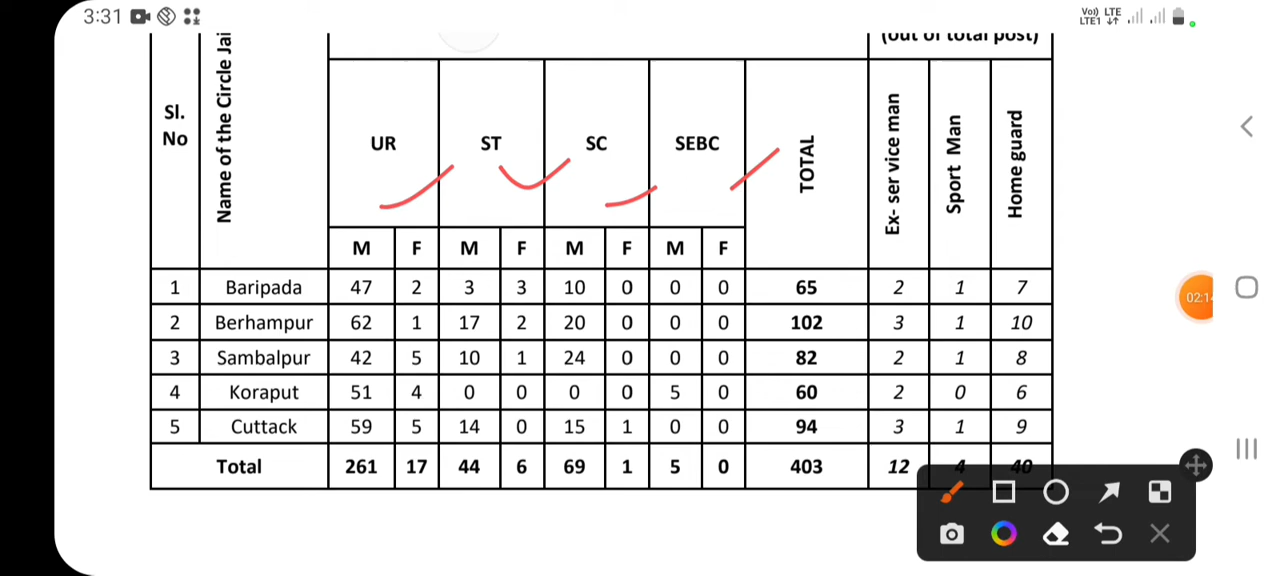 3:31
Vo)) LTE
LTE1
(out of total post)
Sl. No
Name of the Circle Jai
UR ST SC SEBC TOTAL Ex- ser vice man Sport Man Home guard
M F M F M F M F
1 Baripada 47 2 3 3 10 0 0 0 65 2 1 7
2 Berhampur 62 1 17 2 20 0 0 0 102 3 1 10
3 Sambalpur 42 5 10 1 24 0 0 0 82 2 1 8
4 Koraput 51 4 0 0 0 0 5 0 60 2 0 6
5 Cuttack 59 5 14 0 15 1 0 0 94 3 1 9
Total 261 17 44 6 69 1 5 0 403 12 4 40